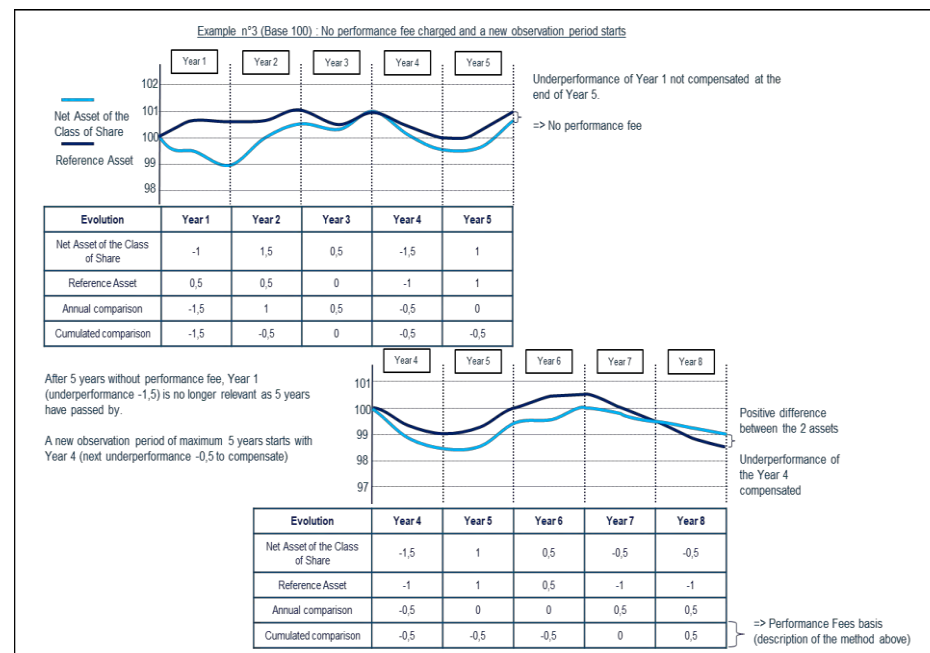 Example n°3 (Base 100) : No performance fee charged and a new observation period starts
Year 1 Year 2 Year 3 Year 4 Year 5
102
101
100
99
98
Net Asset of the
Class of Share
Reference Asset
Underperformance of Year 1 not compensated at the
end of Year 5.
=> No performance fee
Evolution Year 1 Year 2 Year 3 Year 4 Year 5
Net Asset of the Class
of Share -1 1,5 0,5 -1,5 1
Reference Asset 0,5 0,5 0 -1 1
Annual comparison -1,5 1 0,5 -0,5 0
Cumulated comparison -1,5 -0,5 0 -0,5 -0,5
After 5 years without performance fee, Year 1
(underperformance -1,5) is no longer relevant as 5 years
have passed by.
A new observation period of maximum 5 years starts with
Year 4 (next underperformance -0,5 to compensate)
Year 4 Year 5 Year 6 Year 7 Year 8
101
100
99
98
97
Positive difference
between the 2 assets
Underperformance of
the Year 4
compensated
Evolution Year 4 Year 5 Year 6 Year 7 Year 8
Net Asset of the Class
of Share -1,5 1 0,5 -0,5 -0,5
Reference Asset -1 1 0,5 -1 -1
Annual comparison -0,5 0 0 0,5 0,5
Cumulated comparison -0,5 -0,5 -0,5 0 0,5
=> Performance Fees basis
(description of the method above)